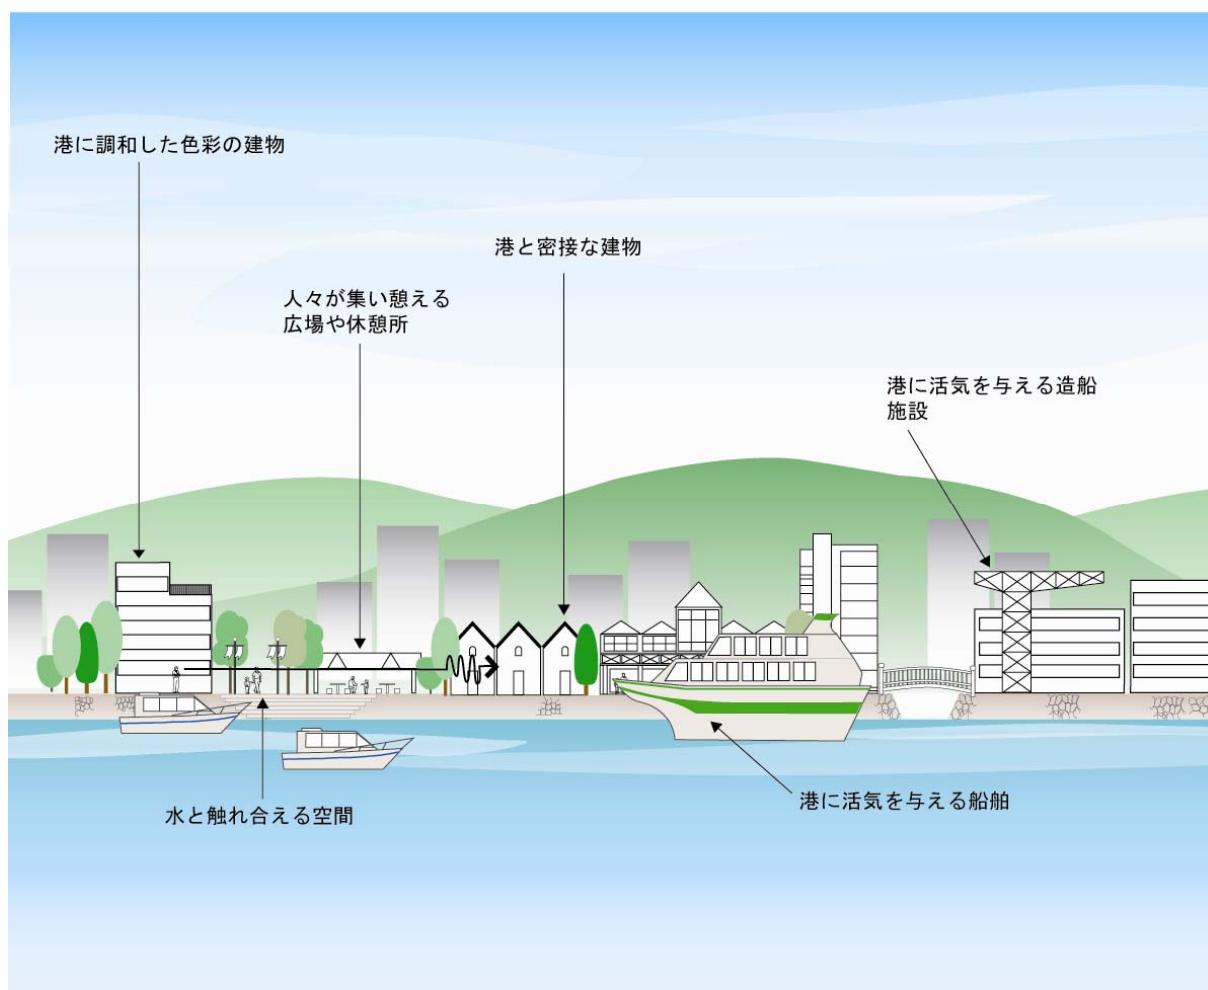 港に調和した色彩の建物
港と密接な建物
人々が集い憩える
広場や休憩所
港に活気を与える造船
施設
港に活気を与える船舶
水と触れ合える空間